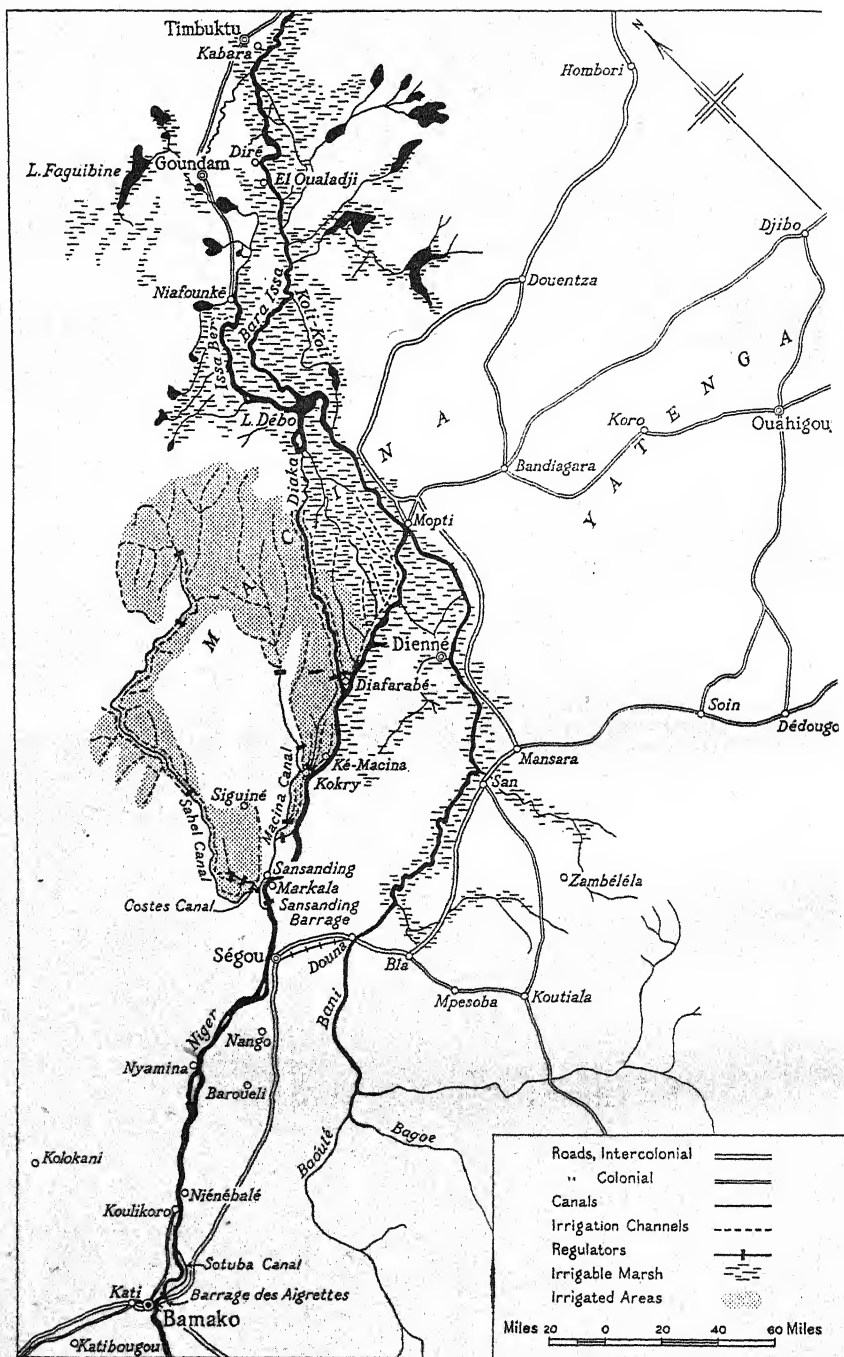 Timbuktu
Kabara
Hombori
N
L. Faguibine
Goundam
Diré
El Oualadji
Djibo
Niafounké
Issa Ber
Bara Issa
Koli-Koli
Douentza
L. Débo
Diaka
M A C I N A
Y A T E N G A
Koro
Ouahigou
Bandiagara
Mopti
Dienné
Diafarabé
Soin
Dédougo
Mansara
Ké-Macina
Kokry
San
Macina Canal
Siguiné
Sahel Canal
Sansanding
Markala
Sansanding
Barrage
Costes Canal
Zambéléla
Ségou
Douna
Bla
Mpesoba
Koutiala
Bani
Niger
Nango
Nyamina
Baroueli
Bagoe
Baoulé
Kolokani
Niénébalé
Koulikoro
Sotuba Canal
Kati
Barrage des Aigrettes
Bamako
Katibougou
Roads, Intercolonial
" Colonial
Canals
Irrigation Channels
Regulators
Irrigable Marsh
Irrigated Areas
Miles 20 0 20 40 60 Miles